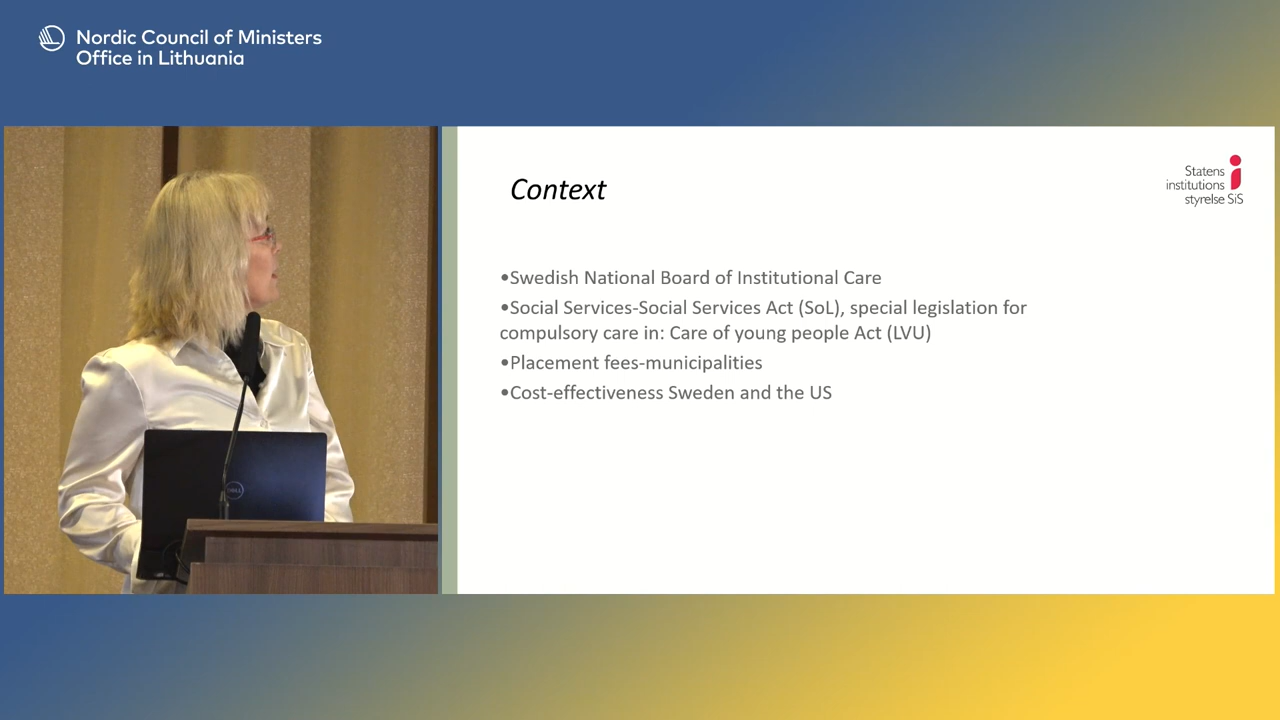 Nordic Council of Ministers
Office in Lithuania
Context
Statens
institutions
styrelse SiS
•Swedish National Board of Institutional Care
•Social Services-Social Services Act (SoL), special legislation for
compulsory care in: Care of young people Act (LVU)
•Placement fees-municipalities
•Cost-effectiveness Sweden and the US
DELL